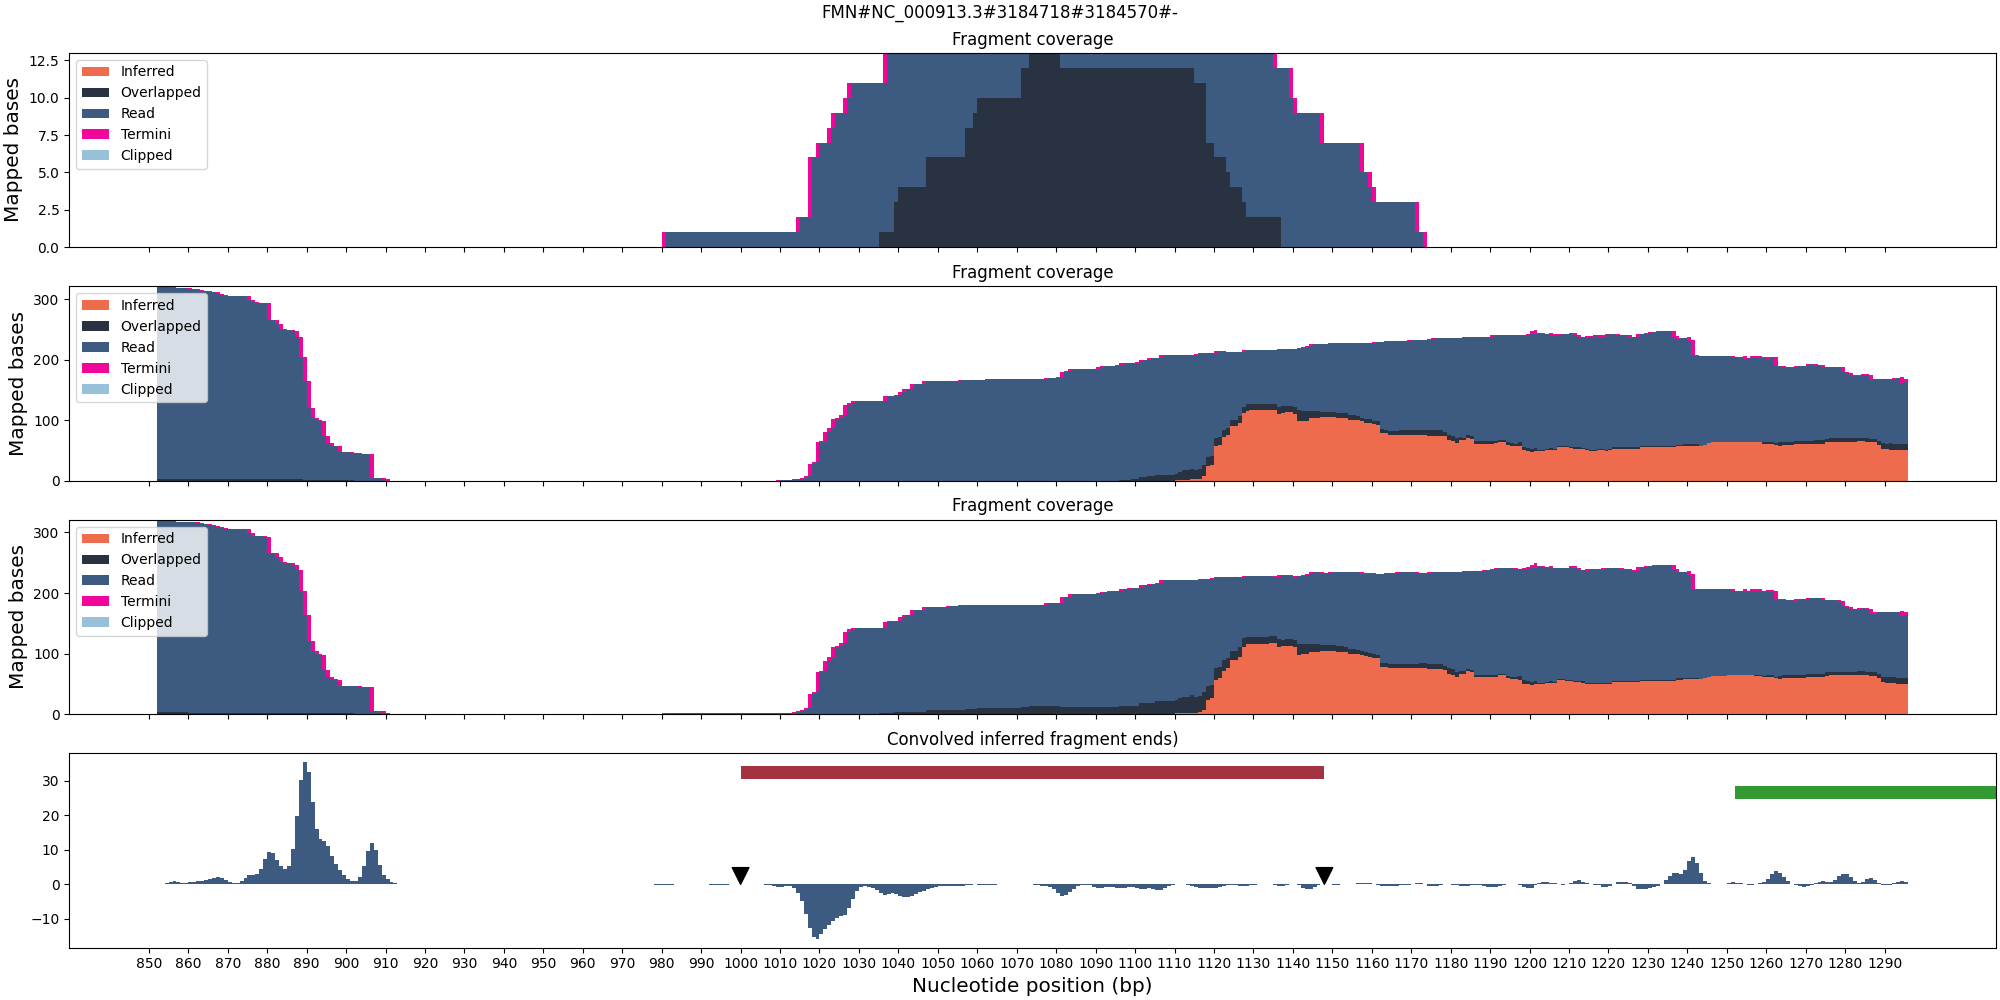 FMN#NC_000913.3#3184718#3184570#-
Fragment coverage
Mapped bases
12.5
10.0
7.5
5.0
2.5
0.0
Inferred
Overlapped
Read
Termini
Clipped
Fragment coverage
Mapped bases
300
200
100
0
Inferred
Overlapped
Read
Termini
Clipped
Fragment coverage
Mapped bases
300
200
100
0
Inferred
Overlapped
Read
Termini
Clipped
Convolved inferred fragment ends)
30
20
10
0
−10
850 860 870 880 890 900 910 920 930 940 950 960 970 980 990 1000 1010 1020 1030 1040 1050 1060 1070 1080 1090 1100 1110 1120 1130 1140 1150 1160 1170 1180 1190 1200 1210 1220 1230 1240 1250 1260 1270 1280 1290
Nucleotide position (bp)